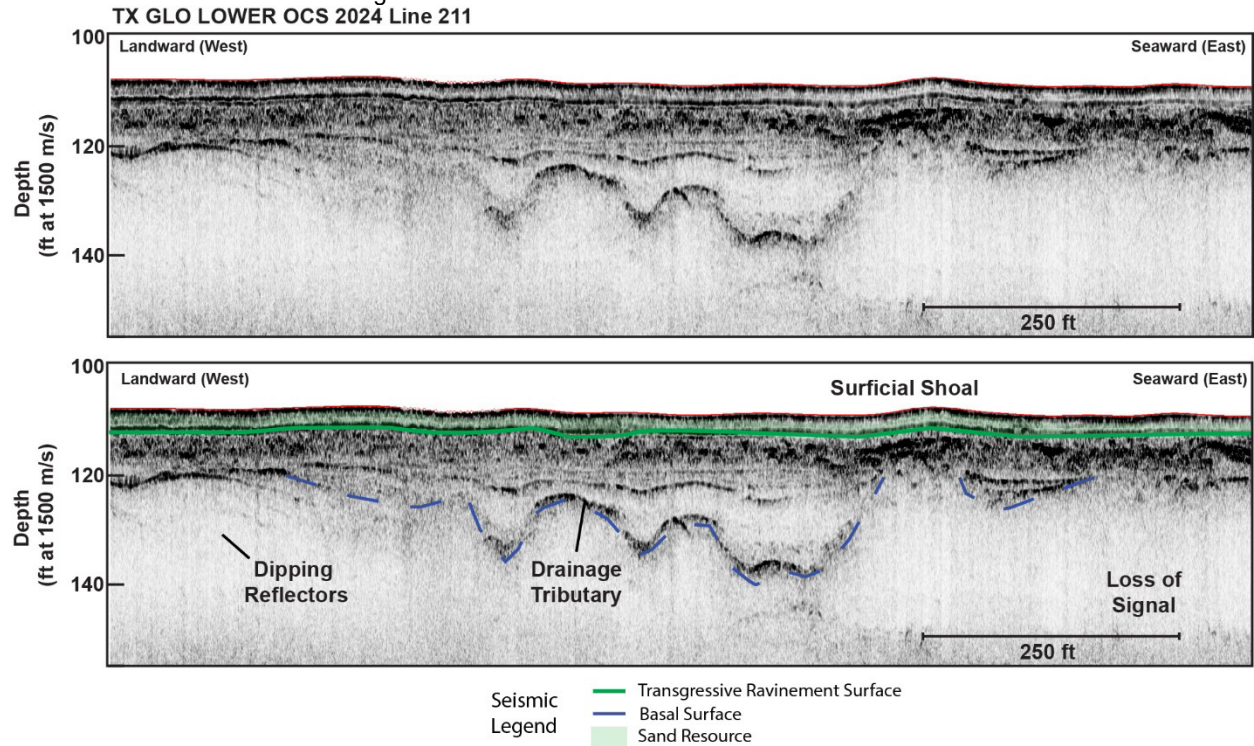 TX GLO LOWER OCS 2024 Line 211
100
Landward (West)
Seaward (East)
120
Depth
(ft at 1500 m/s)
140
250 ft
100
Landward (West)
Surficial Shoal
Seaward (East)
120
Depth
(ft at 1500 m/s)
Dipping
Reflectors
Drainage
Tributary
Loss of
Signal
140
250 ft
Seismic
Legend
Transgressive Ravinement Surface
Basal Surface
Sand Resource